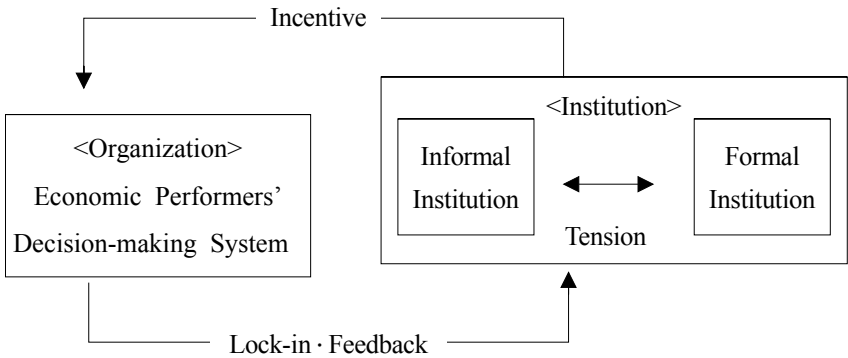 Incentive
<Organization>
Economic Performers’
Decision-making System
<Institution>
Informal
Institution
Formal
Institution
Tension
Lock-in · Feedback